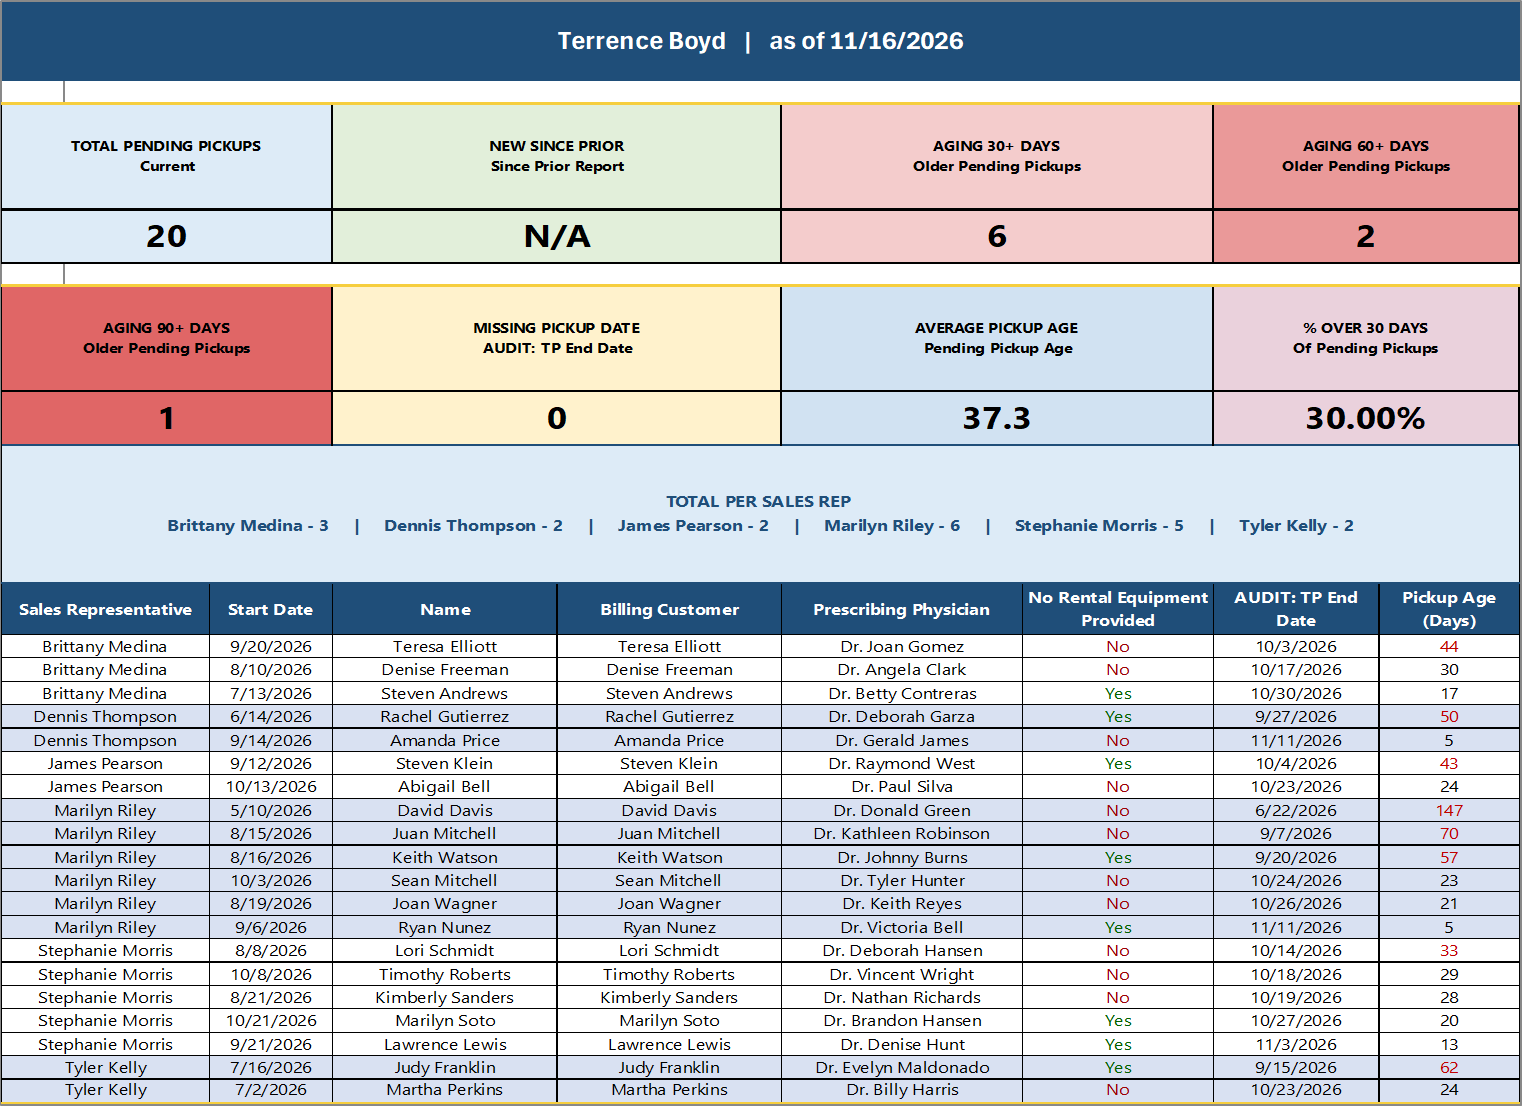 Terrence Boyd | as of 11/16/2026
TOTAL PENDING PICKUPS
Current
NEW SINCE PRIOR
Since Prior Report
AGING 30+ DAYS
Older Pending Pickups
AGING 60+ DAYS
Older Pending Pickups
20
N/A
6
2
AGING 90+ DAYS
Older Pending Pickups
MISSING PICKUP DATE
AUDIT: TP End Date
AVERAGE PICKUP AGE
Pending Pickup Age
% OVER 30 DAYS
Of Pending Pickups
1
0
37.3
30.00%
TOTAL PER SALES REP
Brittany Medina - 3 | Dennis Thompson - 2 | James Pearson - 2 | Marilyn Riley - 6 | Stephanie Morris - 5 | Tyler Kelly - 2
Sales Representative Start Date Name Billing Customer Prescribing Physician No Rental Equipment Provided AUDIT: TP End Date Pickup Age (Days)
Brittany Medina 9/20/2026 Teresa Elliott Teresa Elliott Dr. Joan Gomez No 10/3/2026 44
Brittany Medina 8/10/2026 Denise Freeman Denise Freeman Dr. Angela Clark No 10/17/2026 30
Brittany Medina 7/13/2026 Steven Andrews Steven Andrews Dr. Betty Contreras Yes 10/30/2026 17
Dennis Thompson 6/14/2026 Rachel Gutierrez Rachel Gutierrez Dr. Deborah Garza Yes 9/27/2026 50
Dennis Thompson 9/14/2026 Amanda Price Amanda Price Dr. Gerald James No 11/11/2026 5
James Pearson 9/12/2026 Steven Klein Steven Klein Dr. Raymond West Yes 10/4/2026 43
James Pearson 10/13/2026 Abigail Bell Abigail Bell Dr. Paul Silva No 10/23/2026 24
Marilyn Riley 5/10/2026 David Davis David Davis Dr. Donald Green No 6/22/2026 147
Marilyn Riley 8/15/2026 Juan Mitchell Juan Mitchell Dr. Kathleen Robinson No 9/7/2026 70
Marilyn Riley 8/16/2026 Keith Watson Keith Watson Dr. Johnny Burns Yes 9/20/2026 57
Marilyn Riley 10/3/2026 Sean Mitchell Sean Mitchell Dr. Tyler Hunter No 10/24/2026 23
Marilyn Riley 8/19/2026 Joan Wagner Joan Wagner Dr. Keith Reyes No 10/26/2026 21
Marilyn Riley 9/6/2026 Ryan Nunez Ryan Nunez Dr. Victoria Bell Yes 11/11/2026 5
Stephanie Morris 8/8/2026 Lori Schmidt Lori Schmidt Dr. Deborah Hansen No 10/14/2026 33
Stephanie Morris 10/8/2026 Timothy Roberts Timothy Roberts Dr. Vincent Wright No 10/18/2026 29
Stephanie Morris 8/21/2026 Kimberly Sanders Kimberly Sanders Dr. Nathan Richards No 10/19/2026 28
Stephanie Morris 10/21/2026 Marilyn Soto Marilyn Soto Dr. Brandon Hansen Yes 10/27/2026 20
Stephanie Morris 9/21/2026 Lawrence Lewis Lawrence Lewis Dr. Denise Hunt Yes 11/3/2026 13
Tyler Kelly 7/16/2026 Judy Franklin Judy Franklin Dr. Evelyn Maldonado Yes 9/15/2026 62
Tyler Kelly 7/2/2026 Martha Perkins Martha Perkins Dr. Billy Harris No 10/23/2026 24